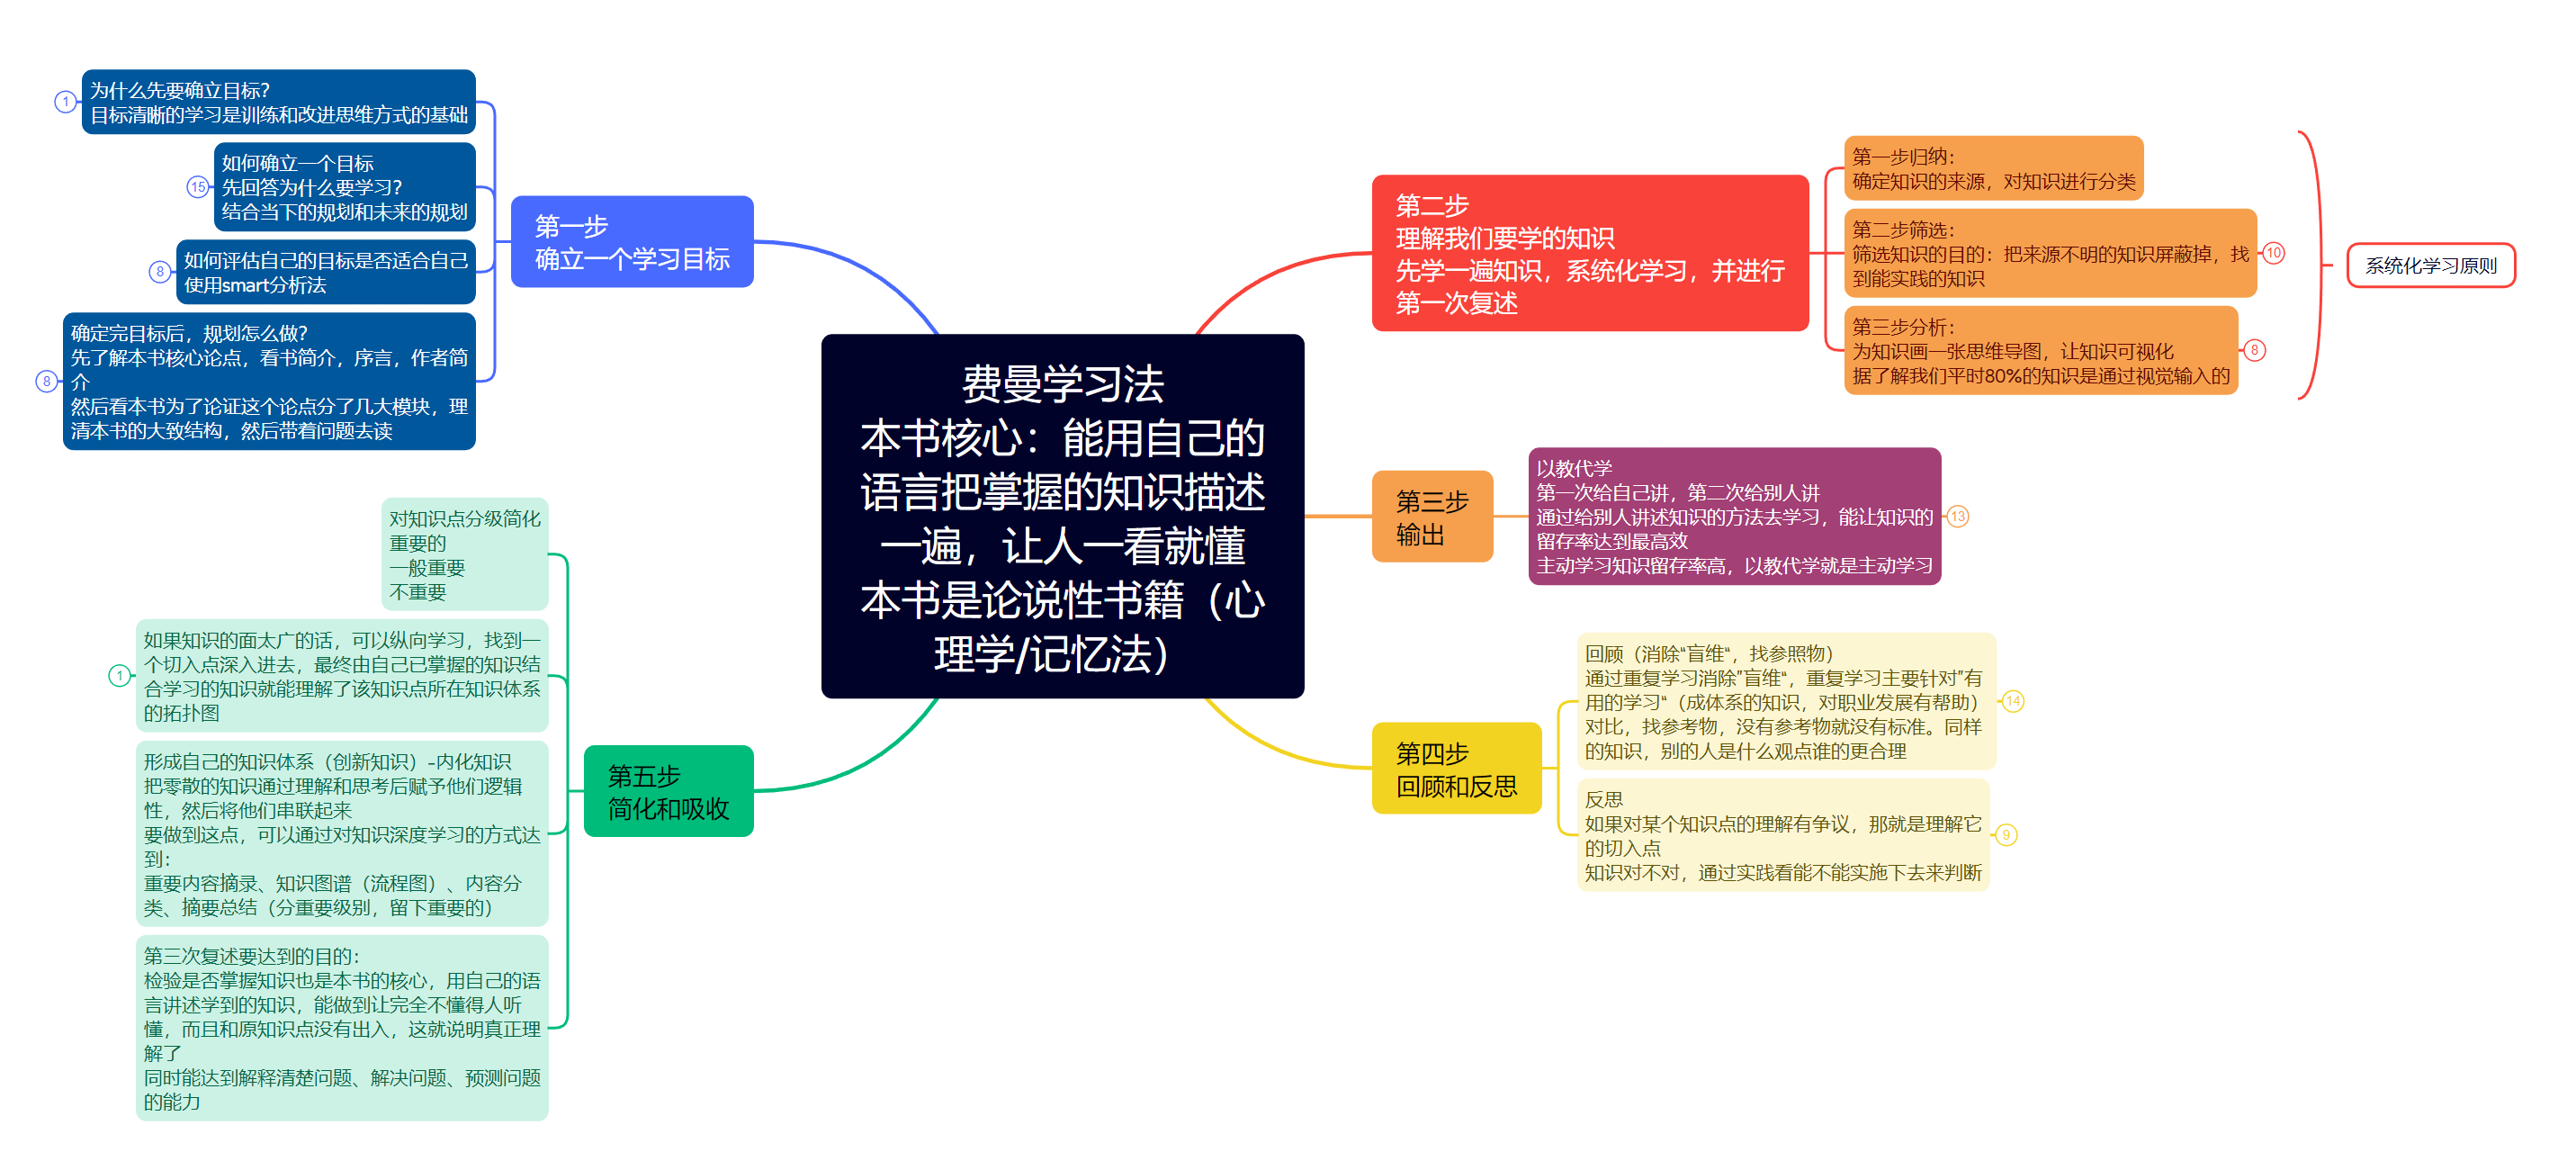 费曼学习法
本书核心：能用自己的
语言把掌握的知识描述
一遍，让人一看就懂
本书是论说性书籍（心
理学/记忆法）
第一步
确立一个学习目标
为什么先要确立目标？
目标清晰的学习是训练和改进思维方式的基础
1
如何确立一个目标
先回答为什么要学习？
结合当下的规划和未来的规划
15
如何评估自己的目标是否适合自己
使用smart分析法
8
确定完目标后，规划怎么做？
先了解本书核心论点，看书简介，序言，作者简
介
然后看本书为了论证这个论点分了几大模块，理
清本书的大致结构，然后带着问题去读
8
第二步
理解我们要学的知识
先学一遍知识，系统化学习，并进行
第一次复述
第一步归纳：
确定知识的来源，对知识进行分类
第二步筛选：
筛选知识的目的：把来源不明的知识屏蔽掉，找
到能实践的知识
10
第三步分析：
为知识画一张思维导图，让知识可视化
据了解我们平时80%的知识是通过视觉输入的
8
系统化学习原则
第三步
输出
以教代学
第一次给自己讲，第二次给别人讲
通过给别人讲述知识的方法去学习，能让知识的
留存率达到最高效
主动学习知识留存率高，以教代学就是主动学习
13
第四步
回顾和反思
回顾（消除“盲维“，找参照物）
通过重复学习消除”盲维“，重复学习主要针对”有
用的学习“（成体系的知识，对职业发展有帮助）
对比，找参考物，没有参考物就没有标准。同样
的知识，别的人是什么观点谁的更合理
14
反思
如果对某个知识点的理解有争议，那就是理解它
的切入点
知识对不对，通过实践看能不能实施下去来判断
9
第五步
简化和吸收
对知识点分级简化
重要的
一般重要
不重要
如果知识的面太广的话，可以纵向学习，找到一
个切入点深入进去，最终由自己已掌握的知识结
合学习的知识就能理解了该知识点所在知识体系
的拓扑图
1
形成自己的知识体系（创新知识）-内化知识
把零散的知识通过理解和思考后赋予他们逻辑
性，然后将他们串联起来
要做到这点，可以通过对知识深度学习的方式达
到：
重要内容摘录、知识图谱（流程图）、内容分
类、摘要总结（分重要级别，留下重要的）
第三次复述要达到的目的：
检验是否掌握知识也是本书的核心，用自己的语
言讲述学到的知识，能做到让完全不懂得人听
懂，而且和原知识点没有出入，这就说明真正理
解了
同时能达到解释清楚问题、解决问题、预测问题
的能力